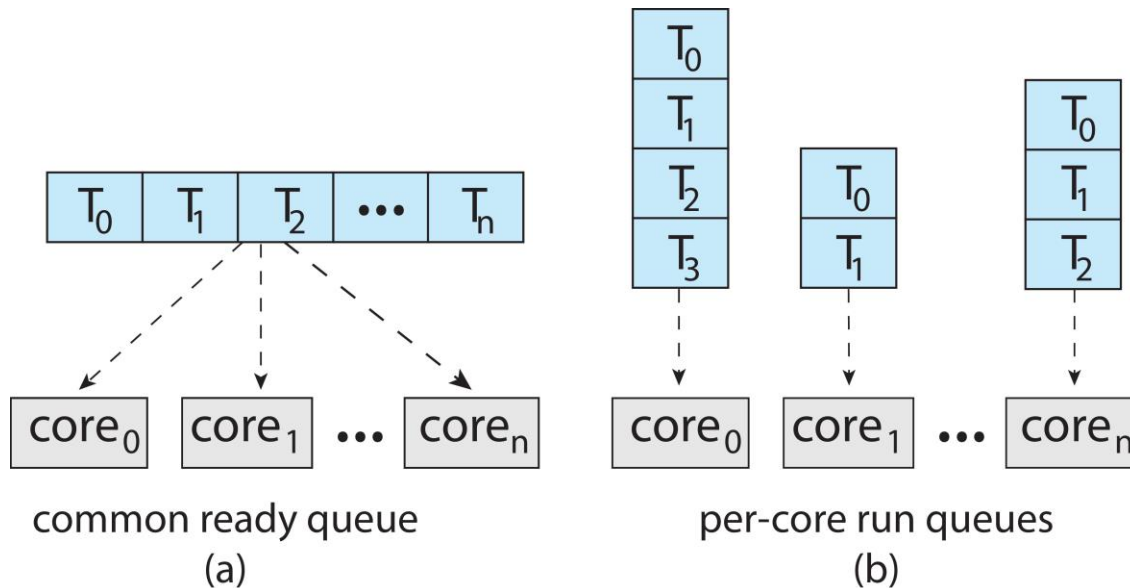 T0 T1 T2 ••• Tn
core0 core1 ••• coren
common ready queue
(a)
T0
T1
T2
T3
T0
T1
T0
T1
T2
core0 core1 ••• coren
per-core run queues
(b)